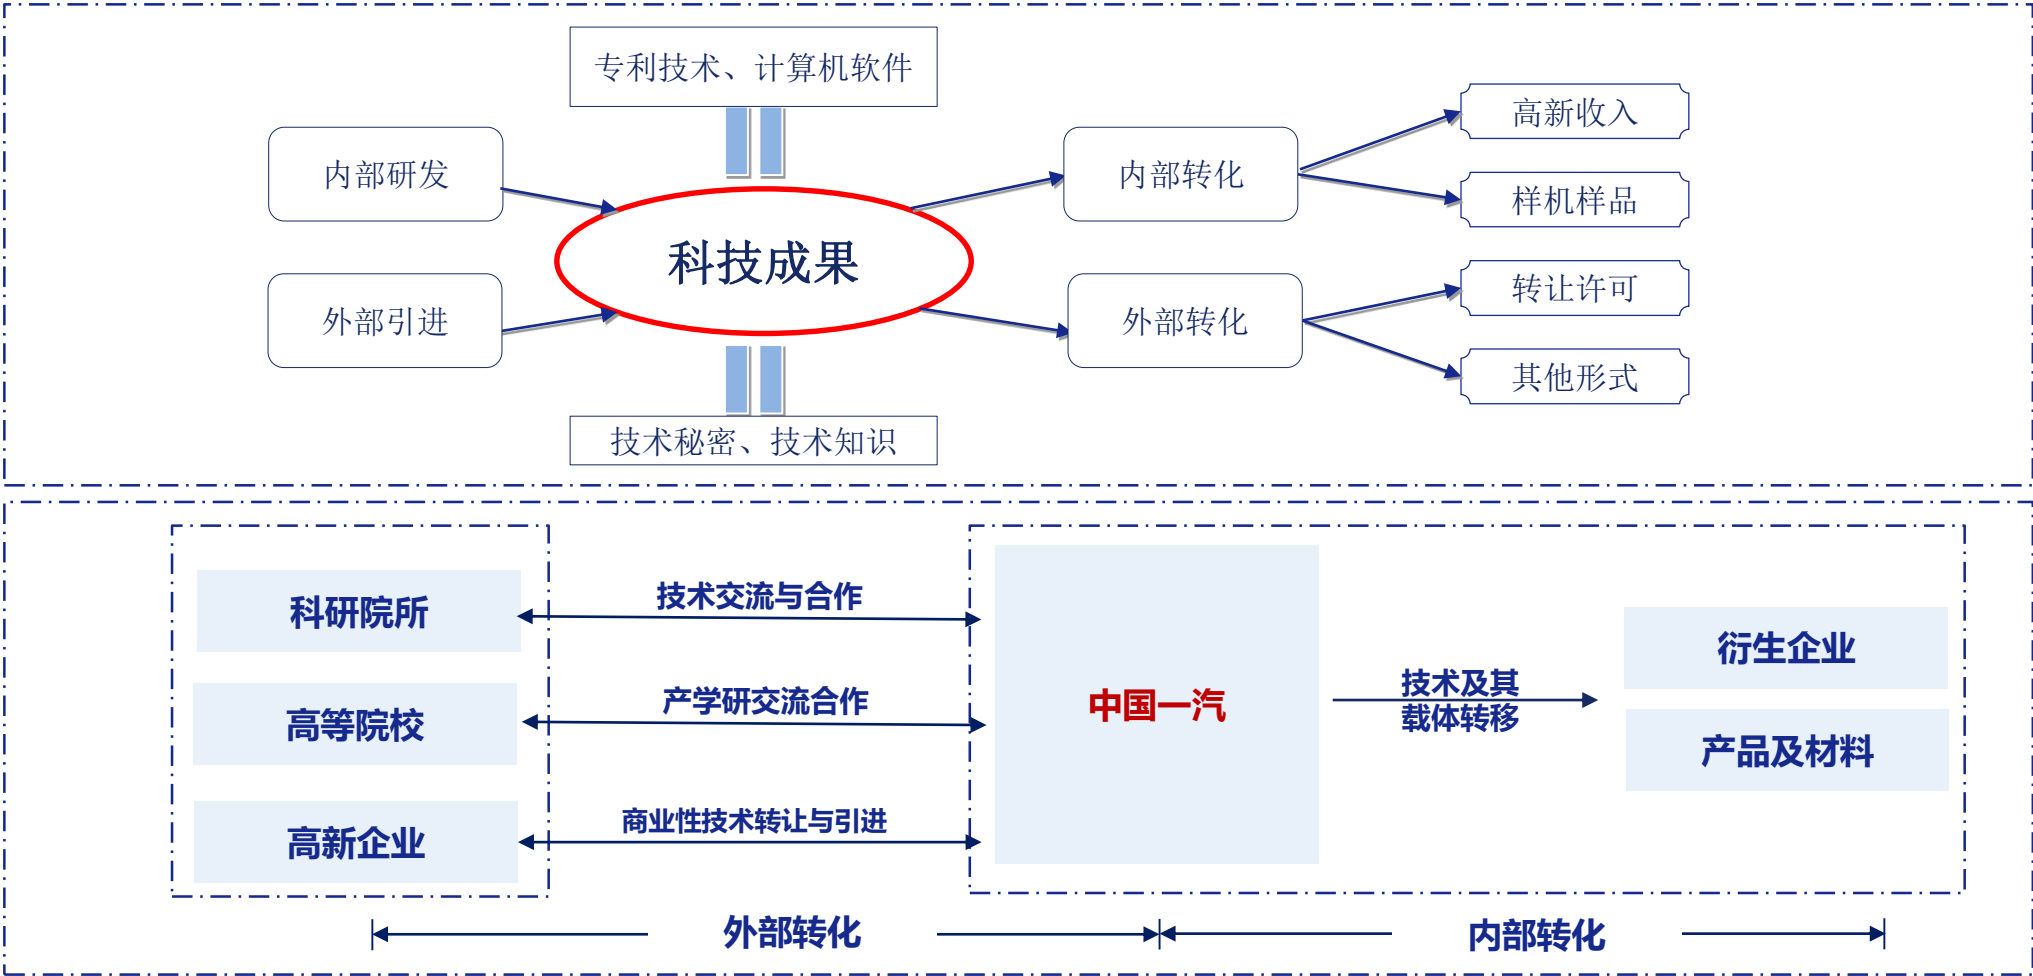 专利技术、计算机软件
内部研发
外部引进
科技成果
技术秘密、技术知识
内部转化
外部转化
高新收入
样机样品
转让许可
其他形式
科研院所
高等院校
高新企业
技术交流与合作
产学研交流合作
商业性技术转让与引进
中国一汽
技术及其
载体转移
衍生企业
产品及材料
外部转化
内部转化